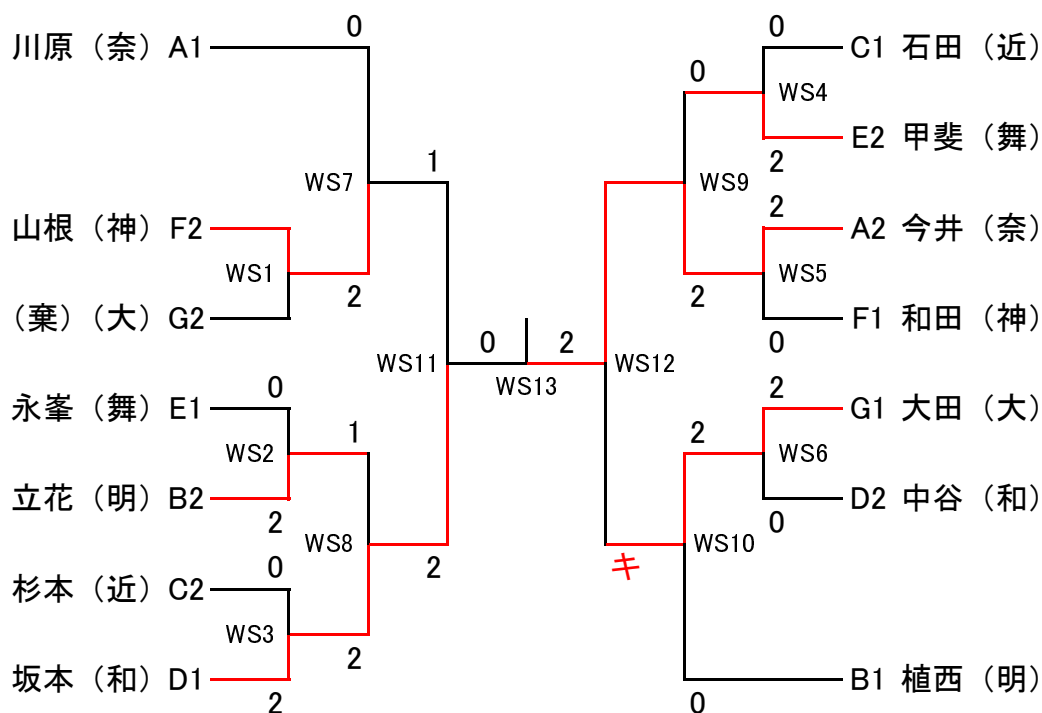 0
川原（奈）A1
WS7
1
山根（神）F2
WS1
2
（棄）（大）G2
WS11
0
永峯（舞）E1
0
1
WS2
立花（明）B2
2
WS8
2
杉本（近）C2
0
WS3
2
坂本（和）D1
2
WS13
2
0
C1 石田（近）
0
WS4
E2 甲斐（舞）
2
WS9
2
A2 今井（奈）
WS5
2
F1 和田（神）
0
WS12
2
G1 大田（大）
2
WS6
D2 中谷（和）
0
WS10
キ
B1 植西（明）
0